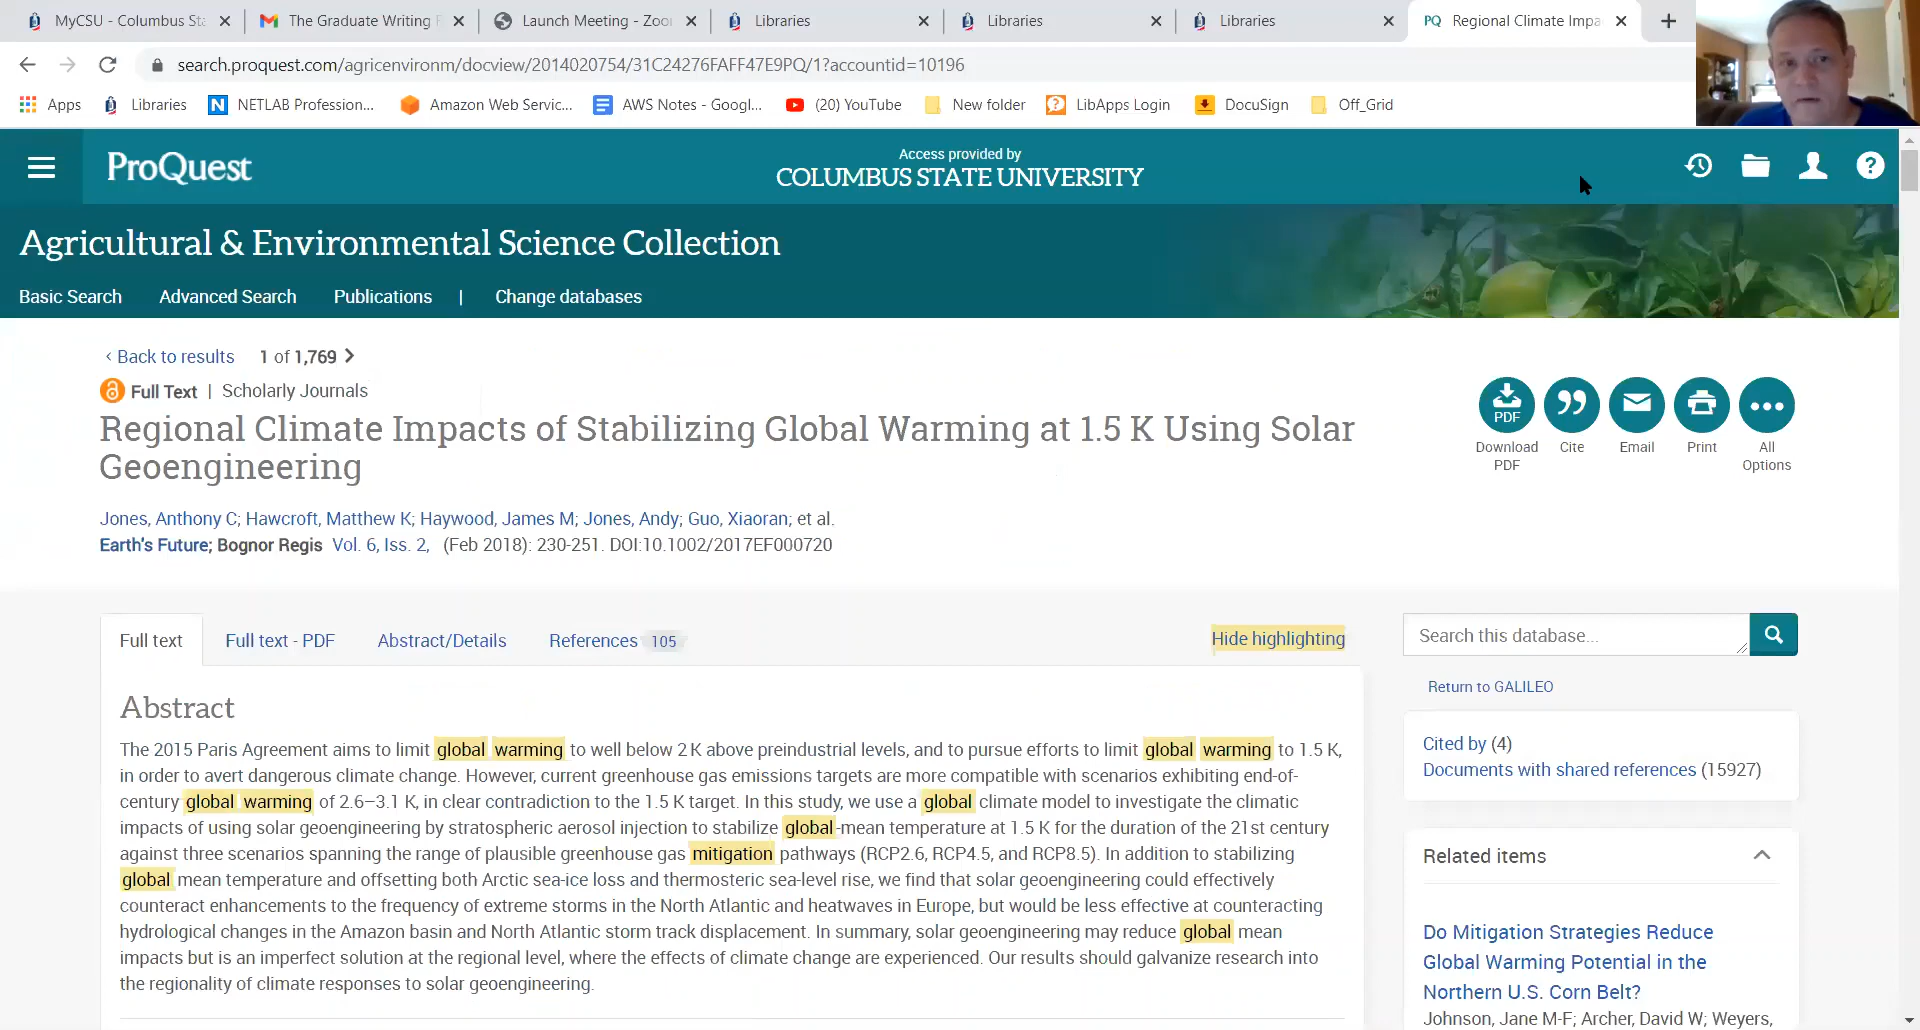 MyCSU - Columbus Sta
The Graduate Writing
Launch Meeting - Zoo
Libraries
Libraries
Libraries
PQ Regional Climate Impa
search.proquest.com/agricenvironm/docview/2014020754/31C24276FAFF47E9PQ/1?accountid=10196
Apps
Libraries
N NETLAB Profession...
Amazon Web Servic...
AWS Notes - Googl...
(20) YouTube
New folder
LibApps Login
DocuSign
Off_Grid
ProQuest
Access provided by
COLUMBUS STATE UNIVERSITY
Agricultural & Environmental Science Collection
Basic Search Advanced Search Publications | Change databases
‹ Back to results 1 of 1,769
Full Text | Scholarly Journals
Regional Climate Impacts of Stabilizing Global Warming at 1.5 K Using Solar
Geoengineering
Jones, Anthony C; Hawcroft, Matthew K; Haywood, James M; Jones, Andy; Guo, Xiaoran; et al.
Earth's Future; Bognor Regis Vol. 6, Iss. 2, (Feb 2018): 230-251. DOI:10.1002/2017EF000720
PDF
Download
PDF
Cite
Email
Print
All
Options
Full text
Full text - PDF
Abstract/Details
References 105
Hide highlighting
Abstract
The 2015 Paris Agreement aims to limit global warming to well below 2 K above preindustrial levels, and to pursue efforts to limit global warming to 1.5 K,
in order to avert dangerous climate change. However, current greenhouse gas emissions targets are more compatible with scenarios exhibiting end-of-
century global warming of 2.6–3.1 K, in clear contradiction to the 1.5 K target. In this study, we use a global climate model to investigate the climatic
impacts of using solar geoengineering by stratospheric aerosol injection to stabilize global-mean temperature at 1.5 K for the duration of the 21st century
against three scenarios spanning the range of plausible greenhouse gas mitigation pathways (RCP2.6, RCP4.5, and RCP8.5). In addition to stabilizing
global mean temperature and offsetting both Arctic sea-ice loss and thermosteric sea-level rise, we find that solar geoengineering could effectively
counteract enhancements to the frequency of extreme storms in the North Atlantic and heatwaves in Europe, but would be less effective at counteracting
hydrological changes in the Amazon basin and North Atlantic storm track displacement. In summary, solar geoengineering may reduce global mean
impacts but is an imperfect solution at the regional level, where the effects of climate change are experienced. Our results should galvanize research into
the regionality of climate responses to solar geoengineering.
Search this database...
Return to GALILEO
Cited by (4)
Documents with shared references (15927)
Related items
Do Mitigation Strategies Reduce
Global Warming Potential in the
Northern U.S. Corn Belt?
Johnson, Jane M-F; Archer, David W; Weyers,